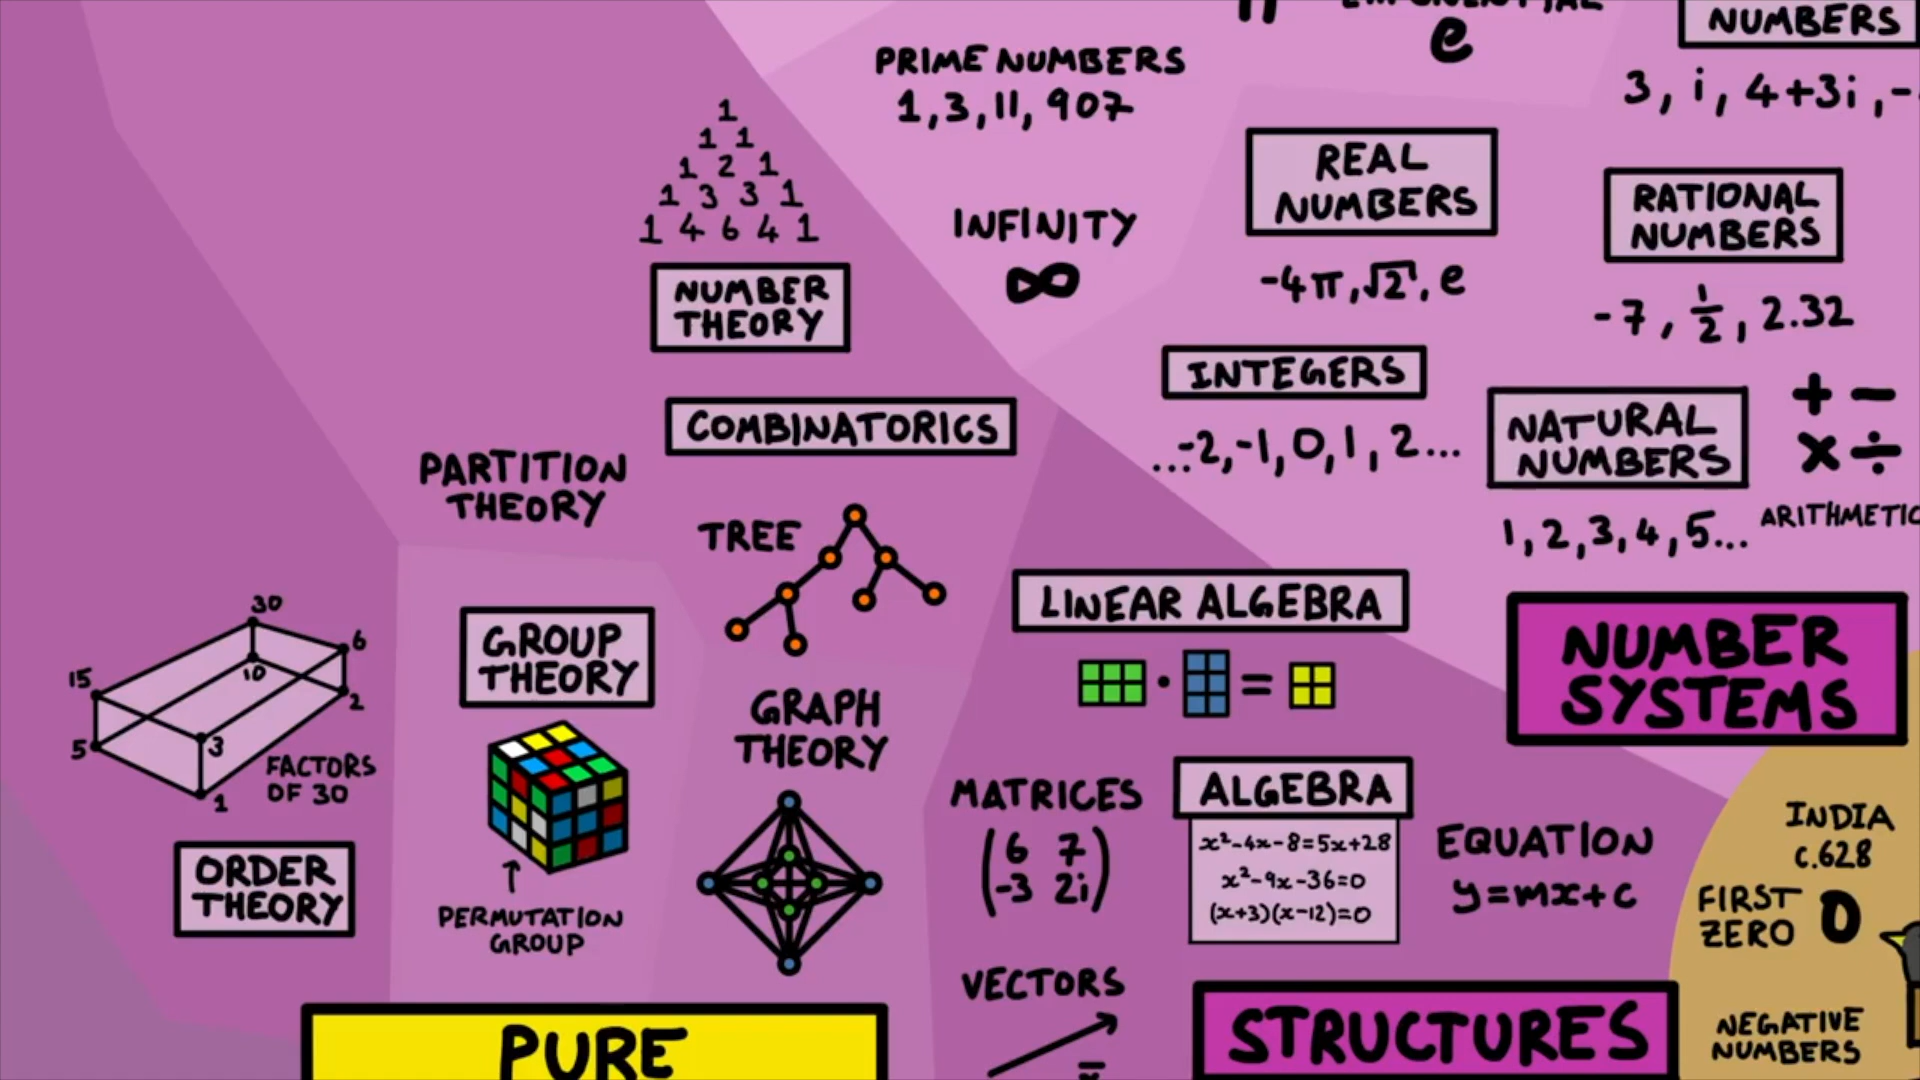 e
NUMBERS
3, i, 4+3i, -
PRIME NUMBERS
1, 3, 11, 907
1
1 1
1 2 1
1 3 3 1
1 4 6 4 1
NUMBER
THEORY
INFINITY
∞
REAL
NUMBERS
-4π, √2, e
RATIONAL
NUMBERS
-7, 1/2, 2.32
INTEGERS
...-2, -1, 0, 1, 2...
NATURAL
NUMBERS
1, 2, 3, 4, 5...
+ −
× ÷
ARITHMETIC
COMBINATORICS
PARTITION
THEORY
TREE
LINEAR ALGEBRA
· =
NUMBER
SYSTEMS
30
6
15
10
2
5
3
1
FACTORS
OF 30
ORDER
THEORY
GROUP
THEORY
PERMUTATION
GROUP
GRAPH
THEORY
MATRICES
6 7
-3 2i
ALGEBRA
x²-4x-8=5x+28
x²-9x-36=0
(x+3)(x-12)=0
EQUATION
y=mx+c
INDIA
c.628
FIRST
ZERO 0
NEGATIVE
NUMBERS
VECTORS
STRUCTURES
PURE